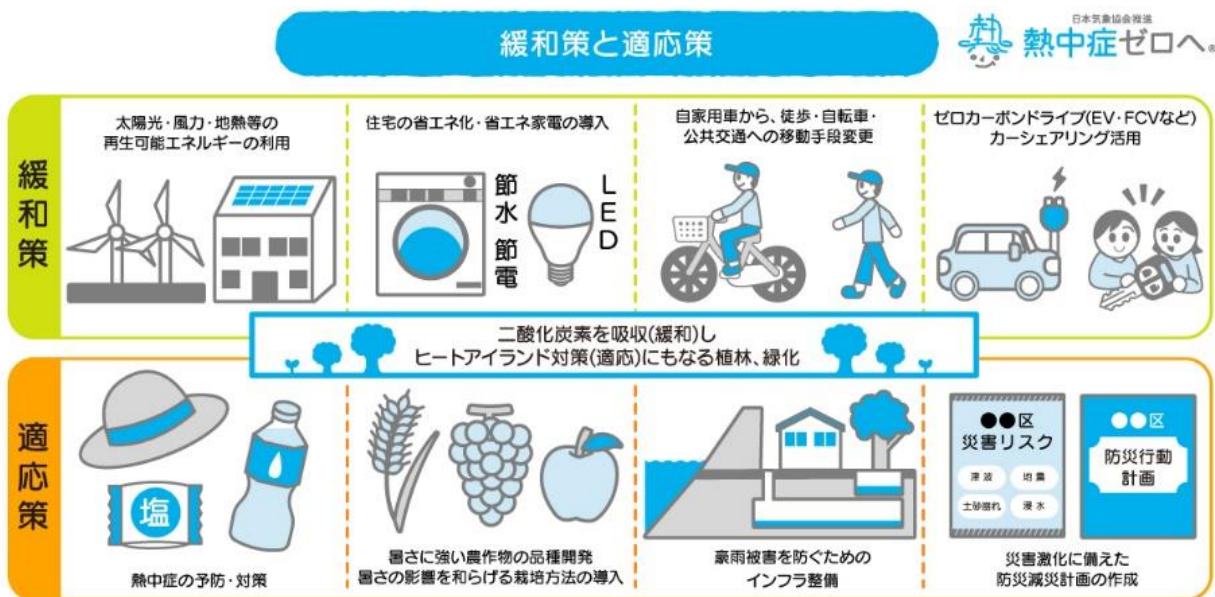 緩和策と適応策
日本気象協会推進
熱中症ゼロへ®
緩和策
太陽光・風力・地熱等の
再生可能エネルギーの利用
住宅の省エネ化・省エネ家電の導入
節水 節電
LED
自家用車から、徒歩・自転車・
公共交通への移動手段変更
ゼロカーボンドライブ(EV・FCVなど)
カーシェアリング活用
二酸化炭素を吸収(緩和)し
ヒートアイランド対策(適応)にもなる植林、緑化
適応策
塩
熱中症の予防・対策
暑さに強い農作物の品種開発
暑さの影響を和らげる栽培方法の導入
豪雨被害を防ぐための
インフラ整備
●●区
災害リスク
津波 地震
土砂崩れ 浸水
●●区
防災行動
計画
災害激化に備えた
防災減災計画の作成